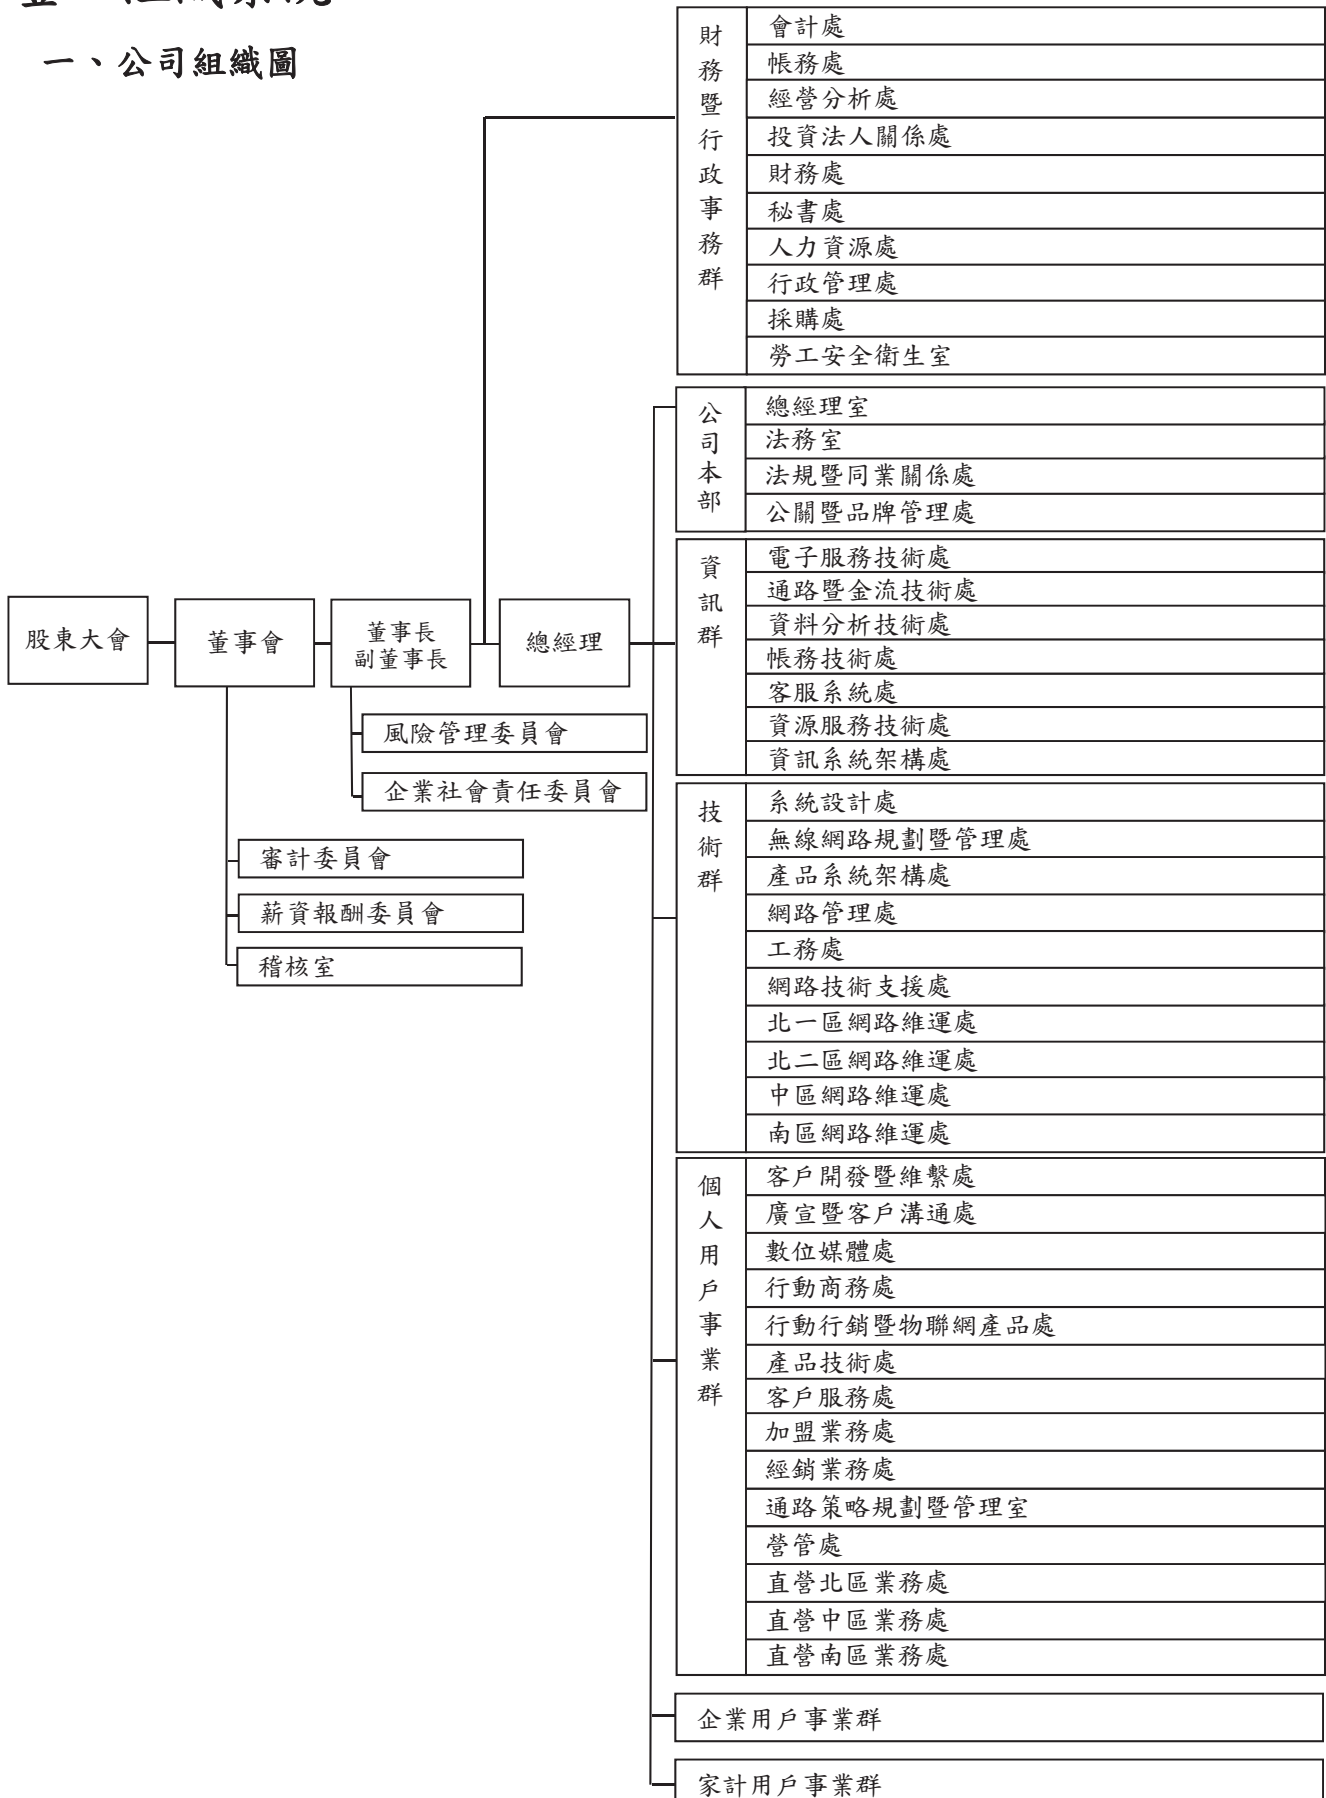 一、公司組織圖
財務暨行政事務群
會計處
帳務處
經營分析處
投資法人關係處
財務處
秘書處
人力資源處
行政管理處
採購處
勞工安全衛生室
公司本部
總經理室
法務室
法規暨同業關係處
公關暨品牌管理處
資訊群
電子服務技術處
通路暨金流技術處
資料分析技術處
帳務技術處
客服系統處
資源服務技術處
資訊系統架構處
股東大會
董事會
董事長
副董事長
總經理
風險管理委員會
企業社會責任委員會
審計委員會
薪資報酬委員會
稽核室
技術群
系統設計處
無線網路規劃暨管理處
產品系統架構處
網路管理處
工務處
網路技術支援處
北一區網路維運處
北二區網路維運處
中區網路維運處
南區網路維運處
個人用戶事業群
客戶開發暨維繫處
廣宣暨客戶溝通處
數位媒體處
行動商務處
行動行銷暨物聯網產品處
產品技術處
客戶服務處
加盟業務處
經銷業務處
通路策略規劃暨管理室
營管處
直營北區業務處
直營中區業務處
直營南區業務處
企業用戶事業群
家計用戶事業群